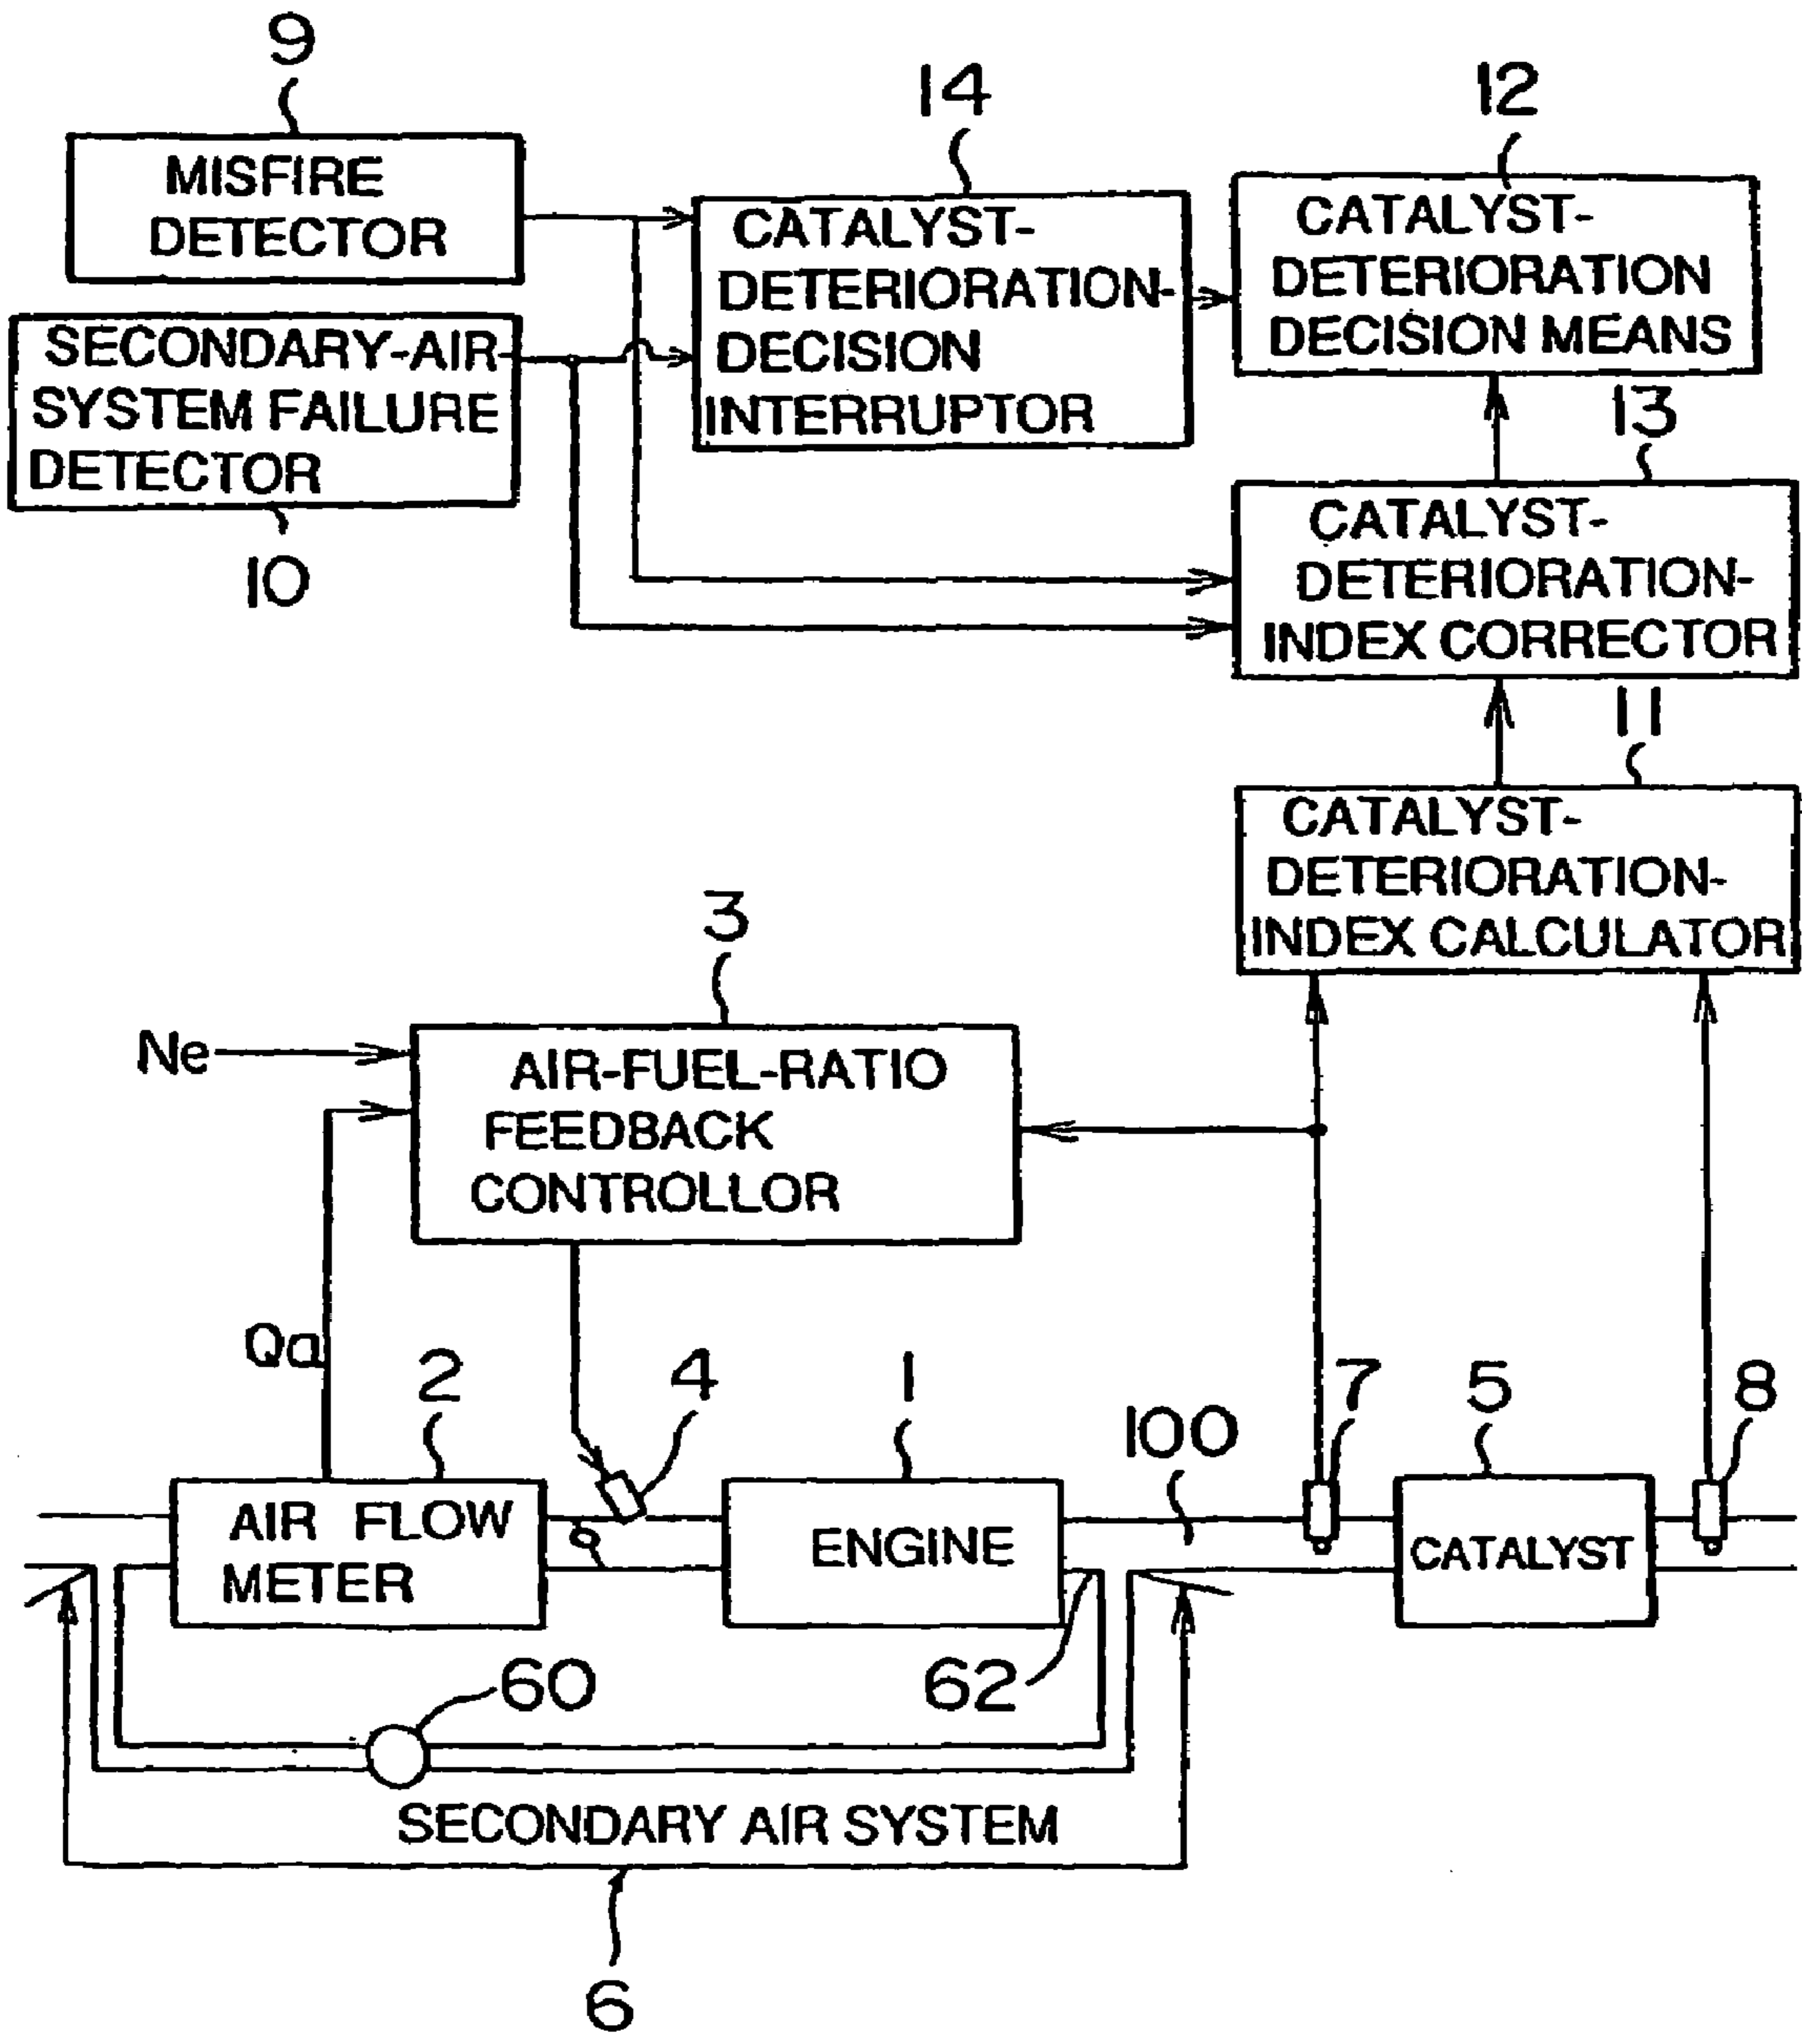 9
MISFIRE
DETECTOR
14
CATALYST-
DETERIORATION-
DECISION
INTERRUPTOR
12
CATALYST-
DETERIORATION
DECISION MEANS
SECONDARY-AIR-
SYSTEM FAILURE
DETECTOR
10
13
CATALYST-
DETERIORATION-
INDEX CORRECTOR
11
CATALYST-
DETERIORATION-
INDEX CALCULATOR
3
Ne
AIR-FUEL-RATIO
FEEDBACK
CONTROLLOR
Qa
2
4
1
100
7
5
8
AIR FLOW
METER
ENGINE
CATALYST
60
62
SECONDARY AIR SYSTEM
6